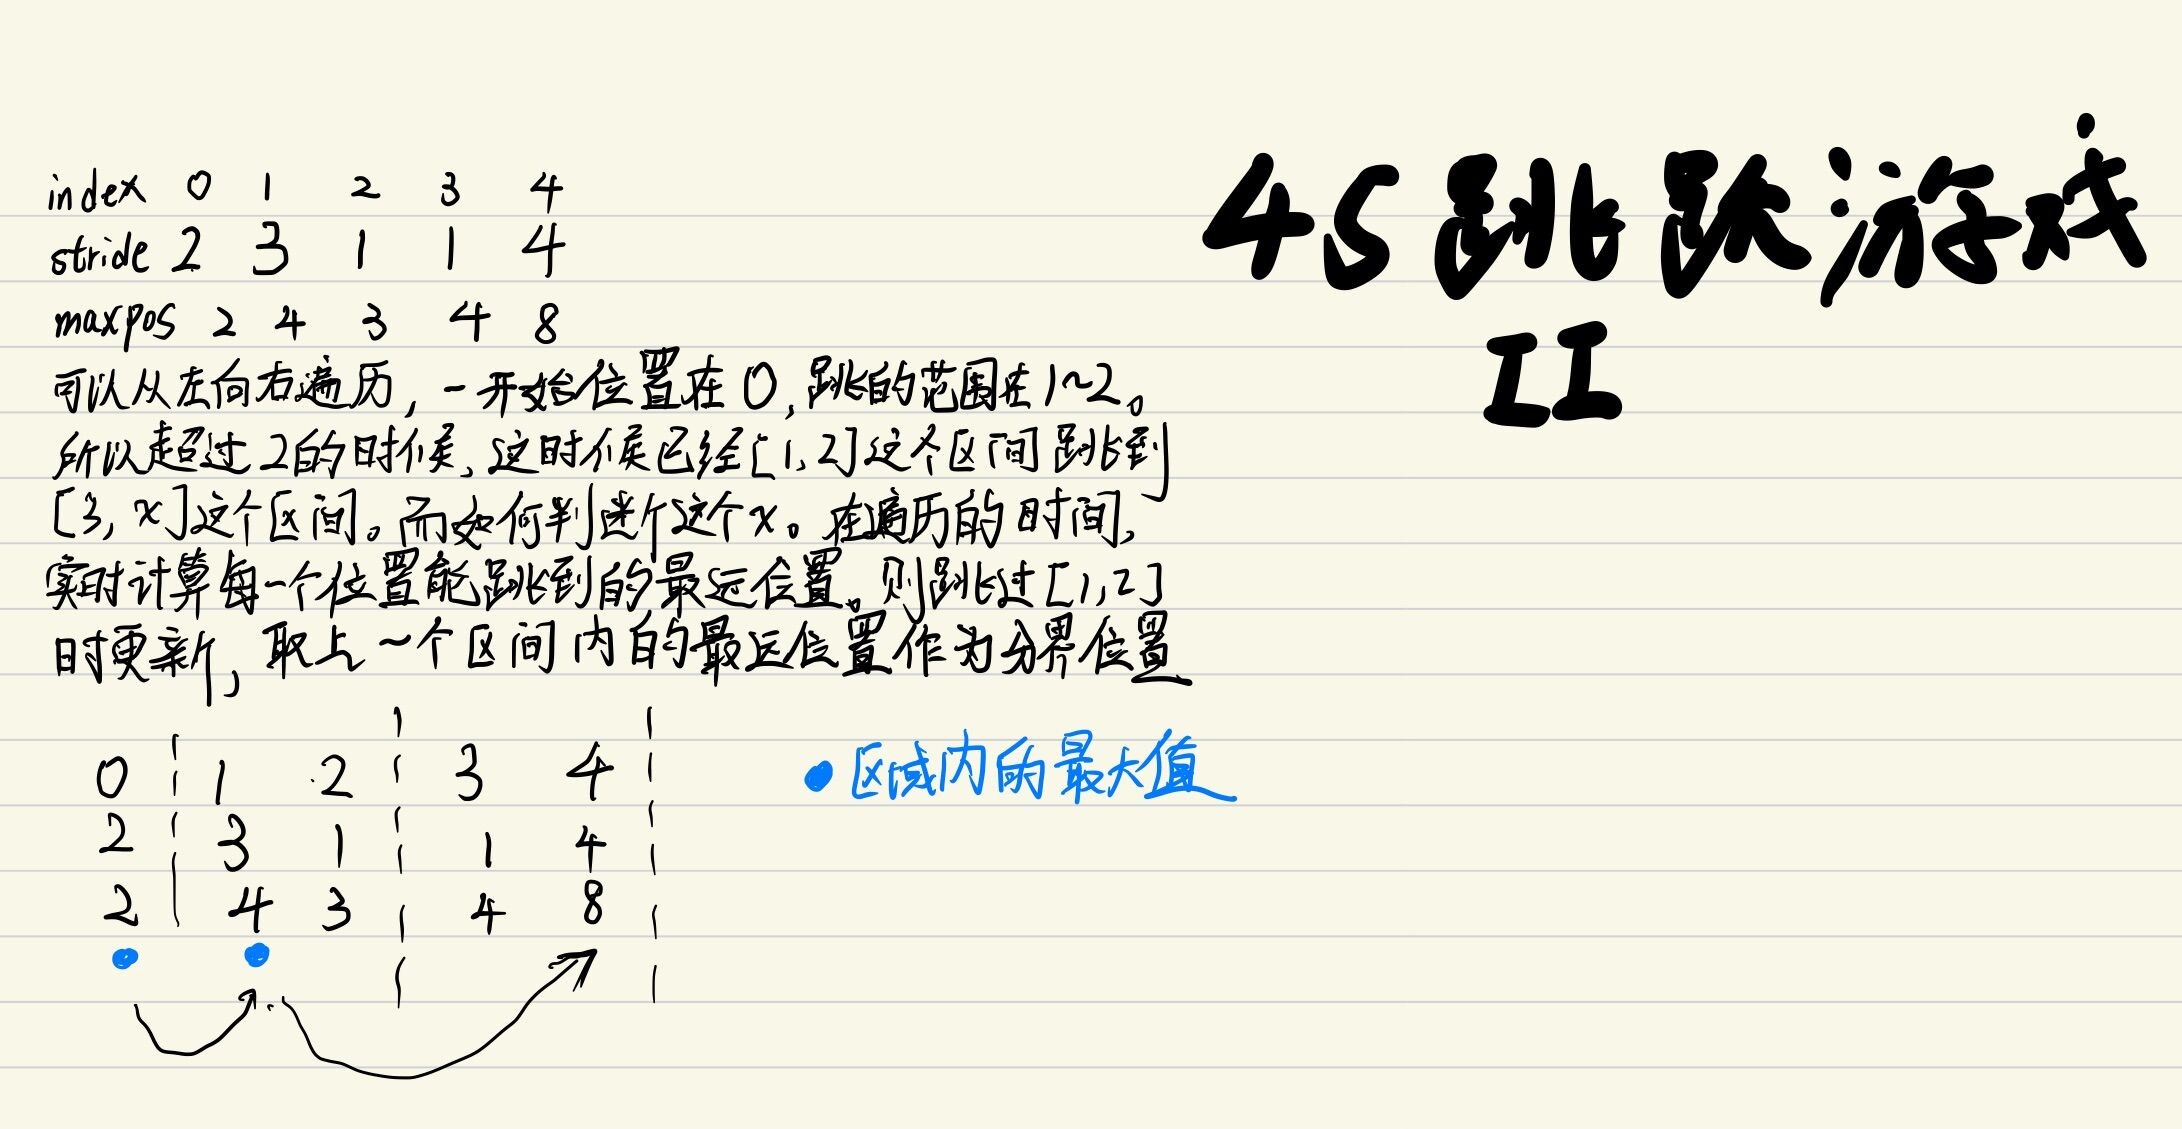 45跳跃游戏
II
index 0 1 2 3 4
stride 2 3 1 1 4
maxpos 2 4 3 4 8
可以从左向右遍历,一开始位置在0,跳的范围在1~2。
所以超过2的时候,这时候已经[1,2]这个区间跳到
[3,x]这个区间。而如何判断这个x。在遍历的时间,
实时计算每一个位置能跳到的最远位置。则跳过[1,2]
时更新,取上一个区间内的最远位置作为分界位置
0 1 2 3 4
2 3 1 1 4
2 4 3 4 8
区域内的最大值